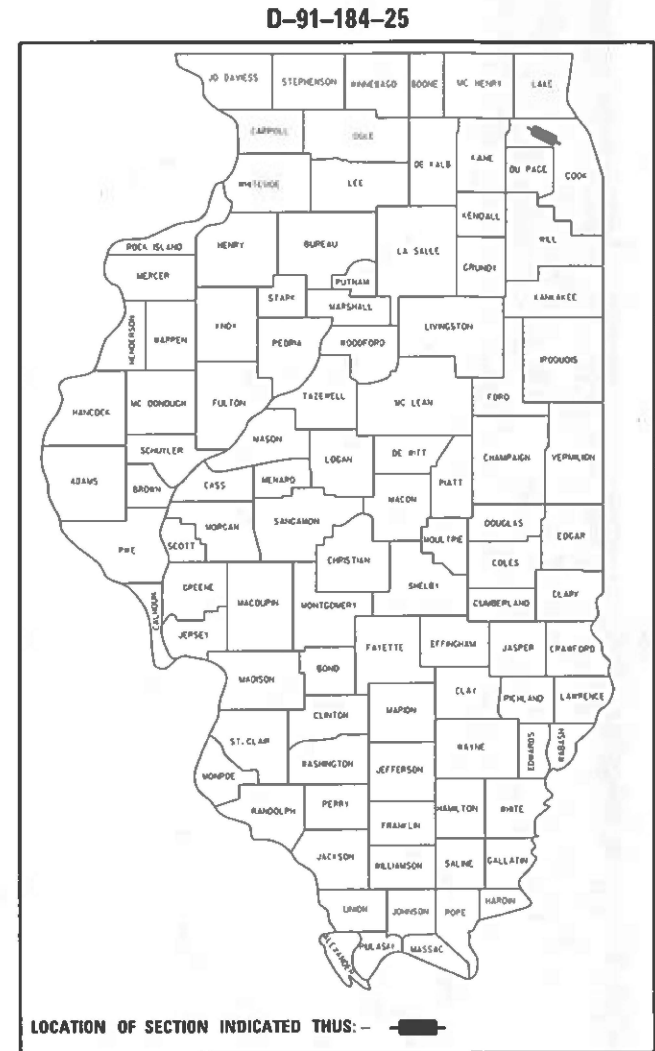 D-91-184-25
JO DAVIESS STEPHENSON WINNEBAGO BOONE MC HENRY LAKE
CARROLL OGLE
DE KALB KANE DU PAGE COOK
WHITESIDE LEE
KENDALL
ROCK ISLAND HENRY BUREAU LA SALLE GRUNDY WILL
MERCER PUTNAM
STARK MARSHALL KANKAKEE
HENDERSON WARREN KNOX PEORIA WOODFORD LIVINGSTON IROQUOIS
HANCOCK MC DONOUGH FULTON TAZEWELL MC LEAN FORD
MASON
SCHUYLER LOGAN DE WITT CHAMPAIGN VERMILION
ADAMS BROWN CASS MENARD MACON PIATT
MORGAN SANGAMON DOUGLAS
PIKE SCOTT CHRISTIAN MOULTRIE EDGAR
COLES
GREENE SHELBY
CALHOUN MACOUPIN MONTGOMERY CUMBERLAND CLARK
JERSEY
FAYETTE EFFINGHAM JASPER CRAWFORD
MADISON BOND
CLAY RICHLAND LAWRENCE
CLINTON MARION
ST. CLAIR WAYNE EDWARDS WABASH
MONROE WASHINGTON JEFFERSON
RANDOLPH PERRY HAMILTON WHITE
FRANKLIN
JACKSON WILLIAMSON SALINE GALLATIN
UNION JOHNSON POPE HARDIN
ALEXANDER PULASKI MASSAC
LOCATION OF SECTION INDICATED THUS: -